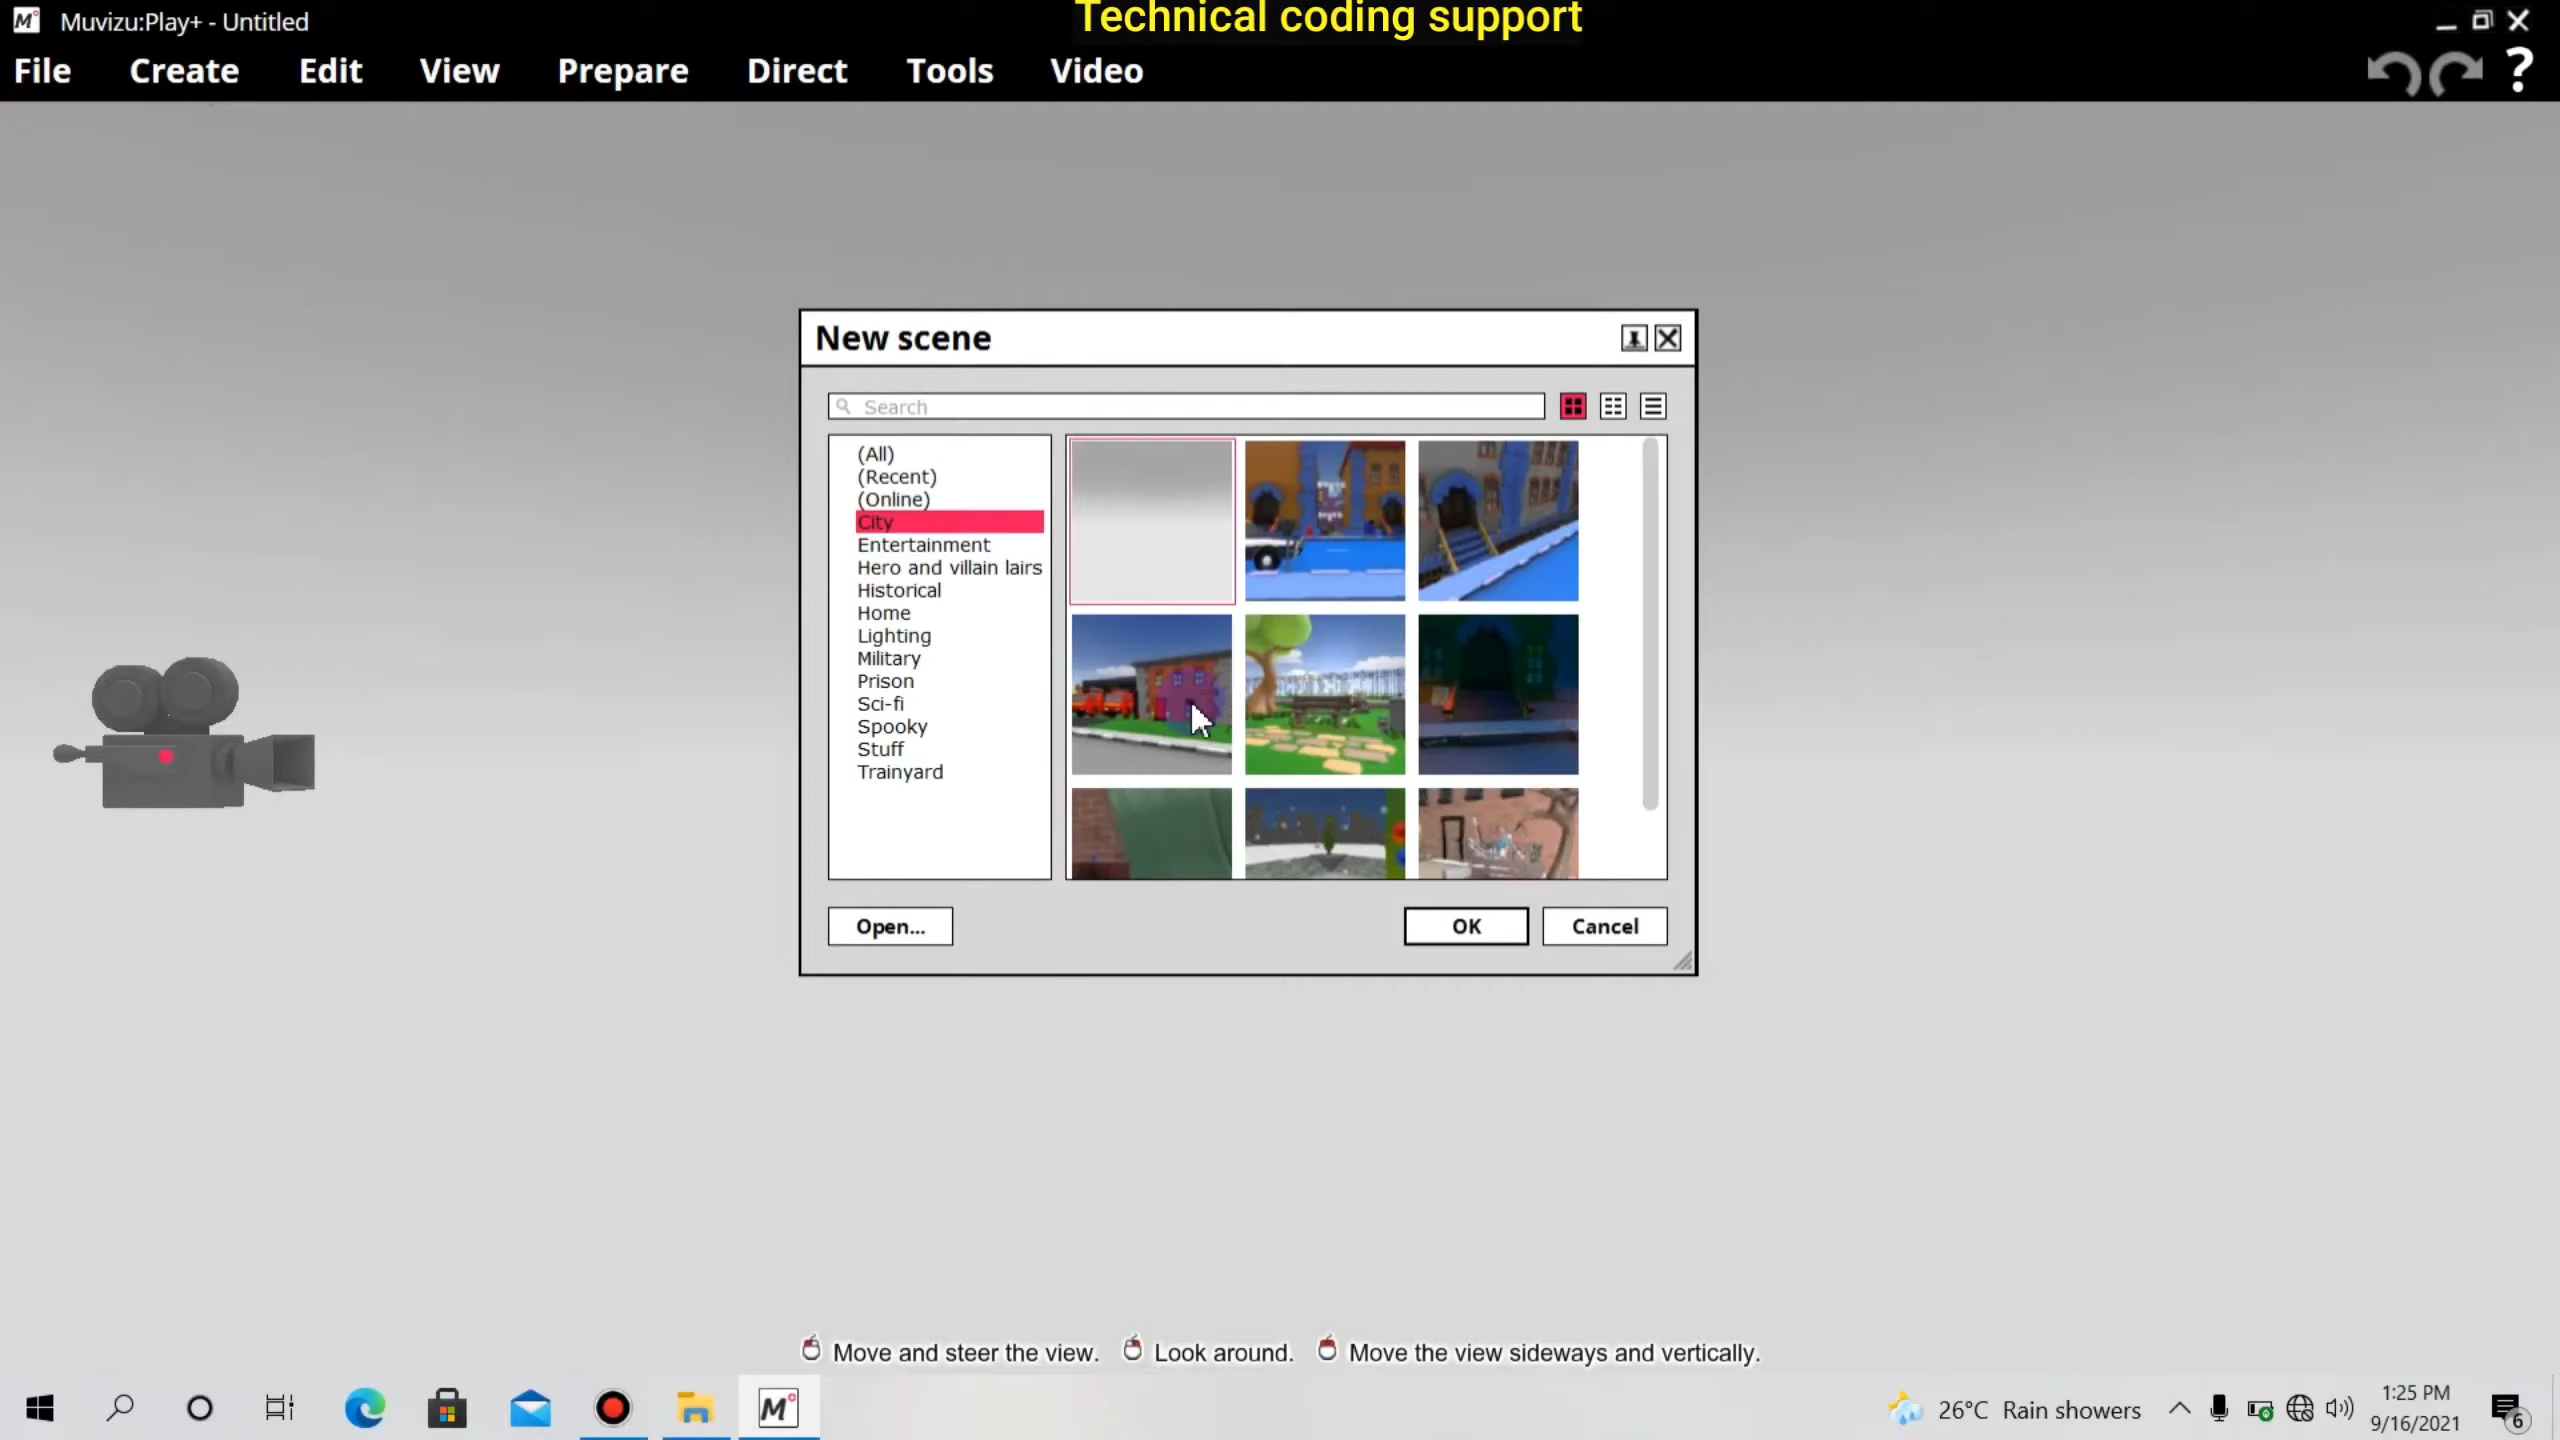 Technical coding support
Muvizu:Play+ - Untitled
File Create Edit View Prepare Direct Tools Video ?
New scene
Search
(All)
(Recent)
(Online)
City
Entertainment
Hero and villain lairs
Historical
Home
Lighting
Military
Prison
Sci-fi
Spooky
Stuff
Trainyard
Open...
OK
Cancel
Move and steer the view. Look around. Move the view sideways and vertically.
26°C Rain showers
1:25 PM
9/16/2021
6